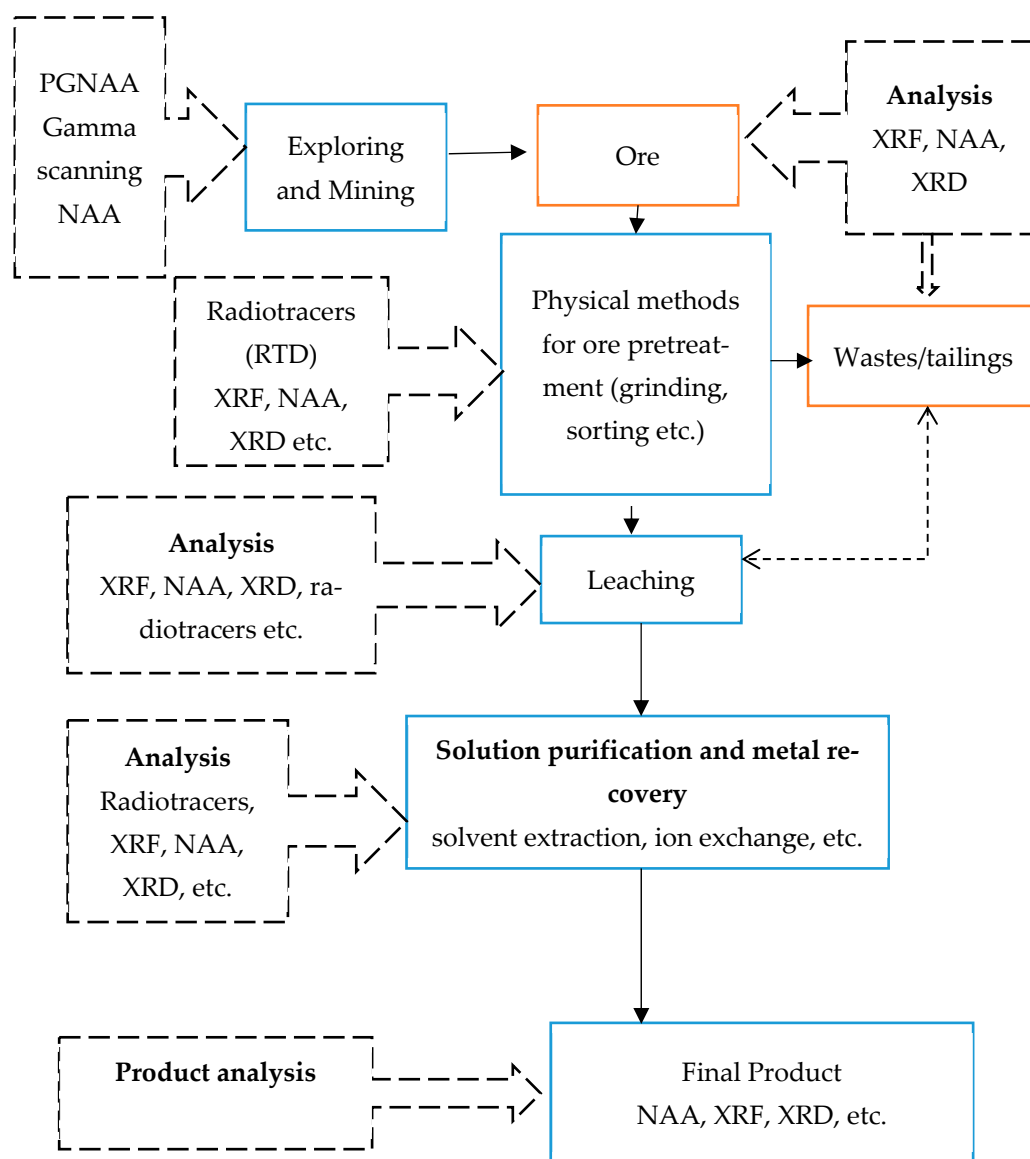 PGNAA
Gamma
scanning
NAA
Exploring
and Mining
Ore
Analysis
XRF, NAA,
XRD
Radiotracers
(RTD)
XRF, NAA,
XRD etc.
Physical methods
for ore pretreat-
ment (grinding,
sorting etc.)
Wastes/tailings
Analysis
XRF, NAA, XRD, ra-
diotracers etc.
Leaching
Analysis
Radiotracers,
XRF, NAA,
XRD, etc.
Solution purification and metal re-
covery
solvent extraction, ion exchange, etc.
Product analysis
Final Product
NAA, XRF, XRD, etc.